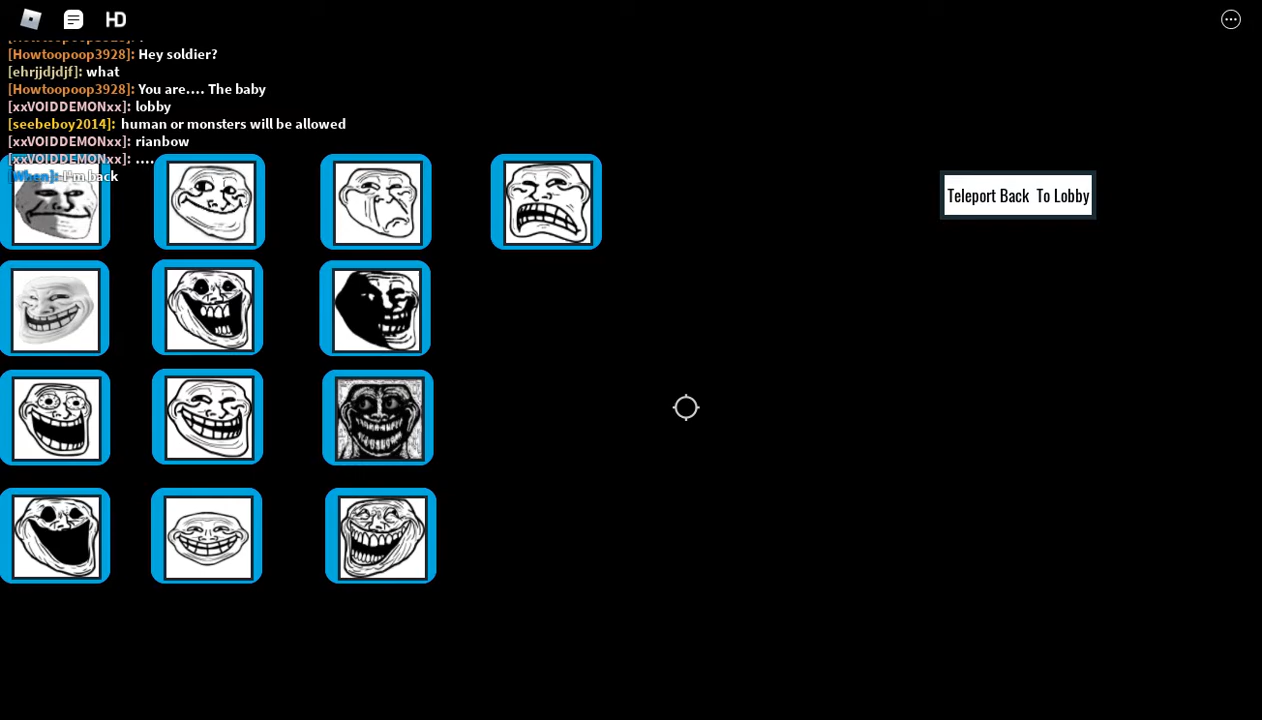 HD
[Howtoopoop3928]: Hey soldier?
[ehrjjdjdjf]: what
[Howtoopoop3928]: You are.... The baby
[xxVOIDDEMONxx]: lobby
[seebeboy2014]: human or monsters will be allowed
[xxVOIDDEMONxx]: rianbow
[xxVOIDDEMONxx]: ....
[When]: I'm back
Teleport Back To Lobby